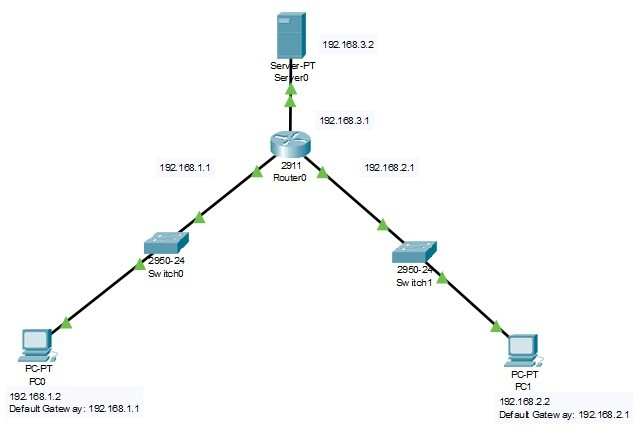 192.168.3.2
Server-PT
Server0
192.168.3.1
192.168.1.1
2911
Router0
192.168.2.1
2950-24
Switch0
2950-24
Switch1
PC-PT
PC0
192.168.1.2
Default Gateway: 192.168.1.1
PC-PT
PC1
192.168.2.2
Default Gateway: 192.168.2.1